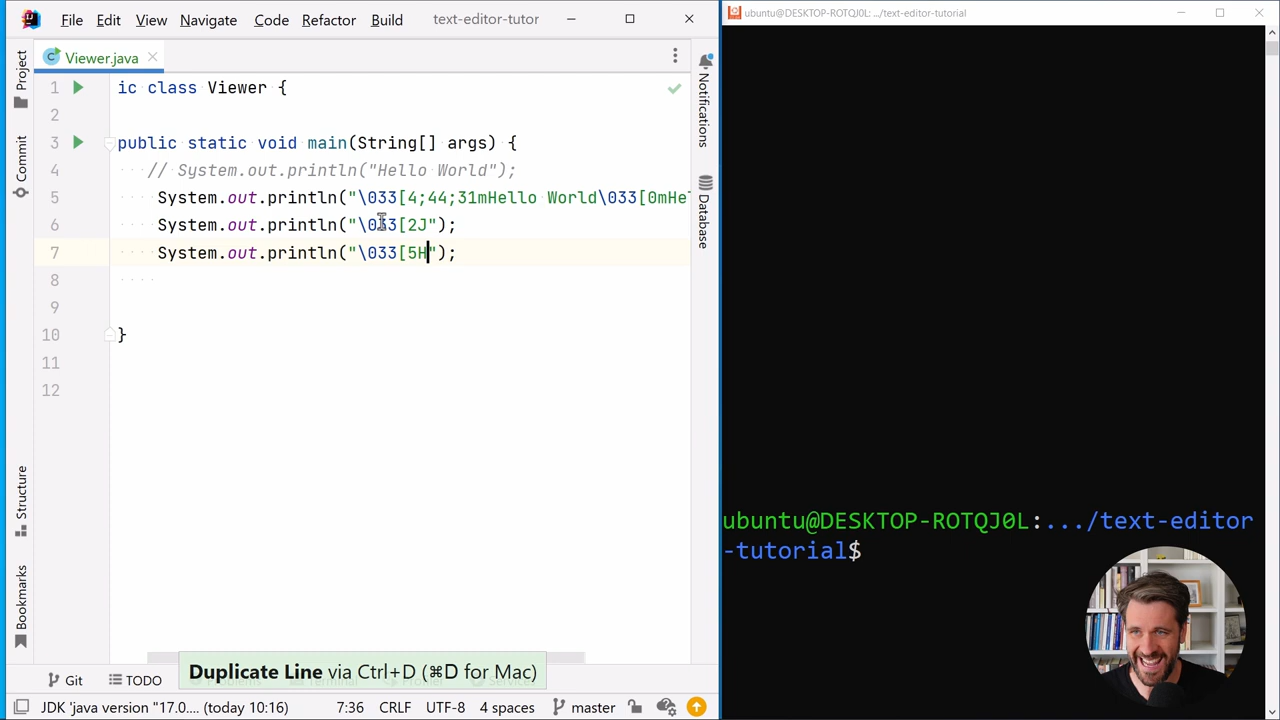 File Edit View Navigate Code Refactor Build text-editor-tutor
ubuntu@DESKTOP-ROTQJ0L: .../text-editor-tutorial
Viewer.java
Project
Commit
Structure
Bookmarks
Notifications
Database
1 ic class Viewer {
2
3 public static void main(String[] args) {
4 // System.out.println("Hello World");
5 System.out.println("\033[4;44;31mHello World\033[0mHe
6 System.out.println("\033[2J");
7 System.out.println("\033[5H");
8
9
10 }
11
12
ubuntu@DESKTOP-ROTQJ0L:.../text-editor
-tutorial$
Duplicate Line via Ctrl+D (⌘D for Mac)
Git TODO
JDK 'java version "17.0.... (today 10:16) 7:36 CRLF UTF-8 4 spaces master